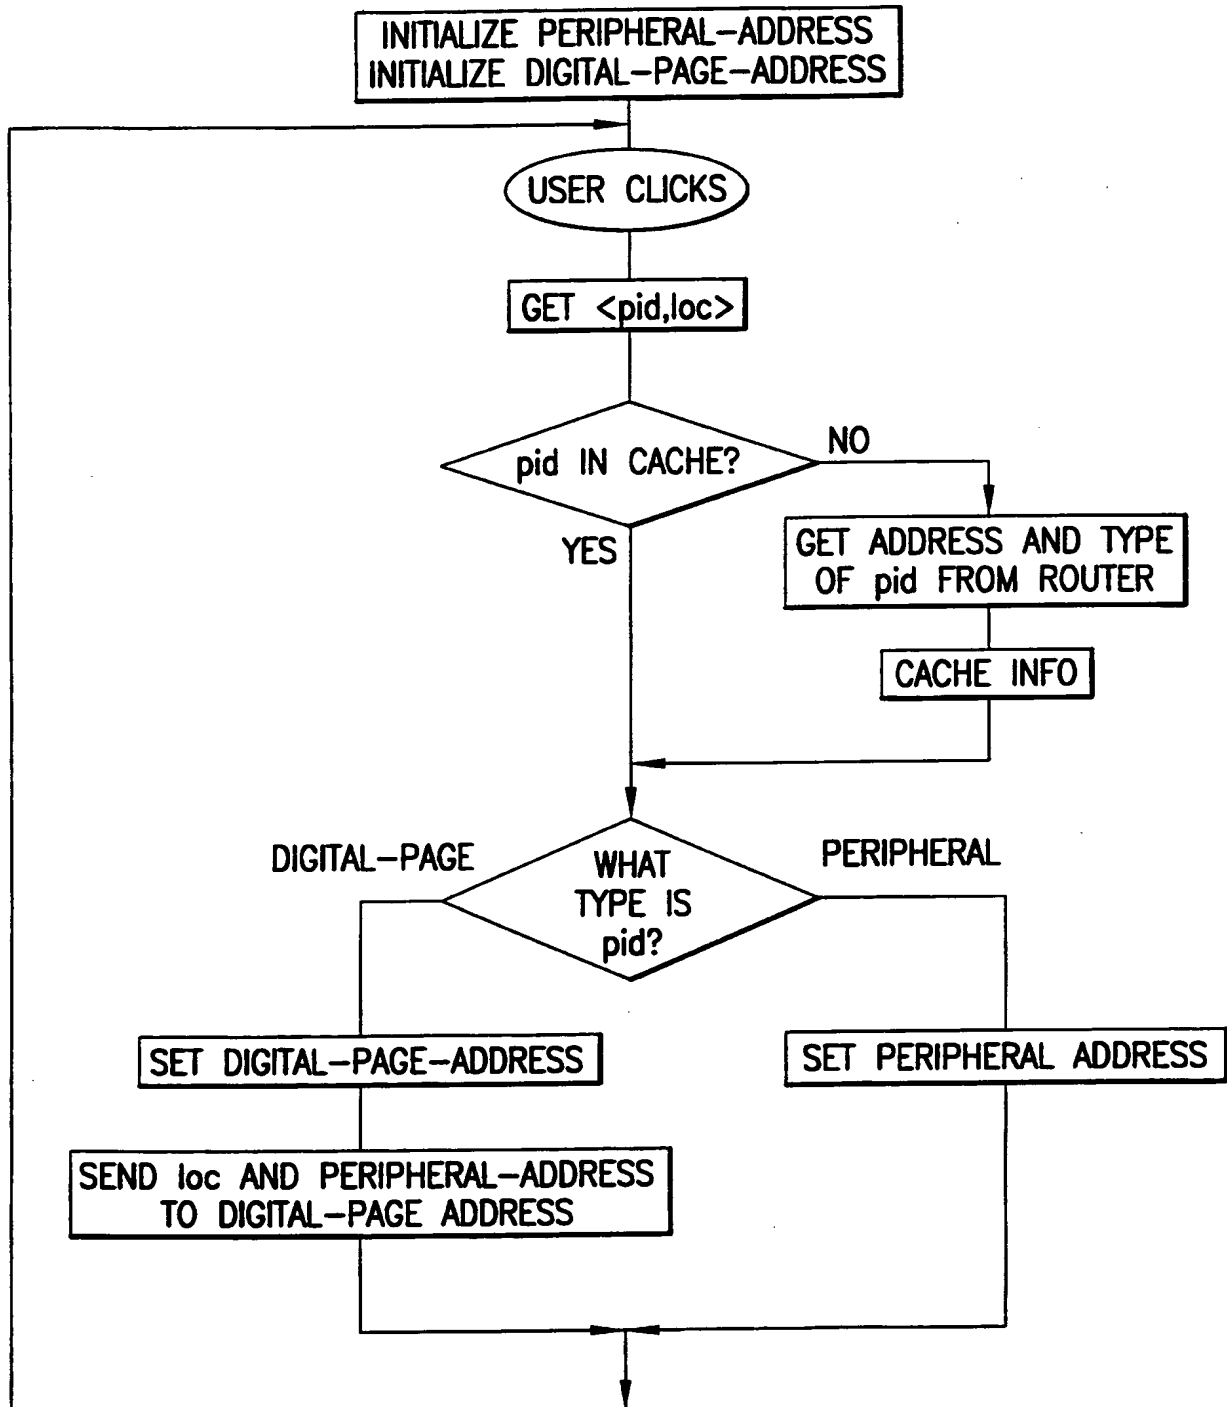 INITIALIZE PERIPHERAL-ADDRESS
INITIALIZE DIGITAL-PAGE-ADDRESS
USER CLICKS
GET <pid,loc>
pid IN CACHE?
NO
YES
GET ADDRESS AND TYPE
OF pid FROM ROUTER
CACHE INFO
DIGITAL-PAGE
WHAT
TYPE IS
pid?
PERIPHERAL
SET DIGITAL-PAGE-ADDRESS
SET PERIPHERAL ADDRESS
SEND loc AND PERIPHERAL-ADDRESS
TO DIGITAL-PAGE ADDRESS